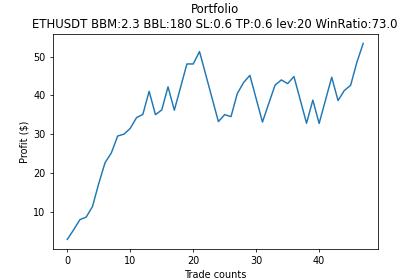 Portfolio
ETHUSDT BBM:2.3 BBL:180 SL:0.6 TP:0.6 lev:20 WinRatio:73.0
50
40
30
20
10
Profit ($)
0
10
20
30
40
Trade counts